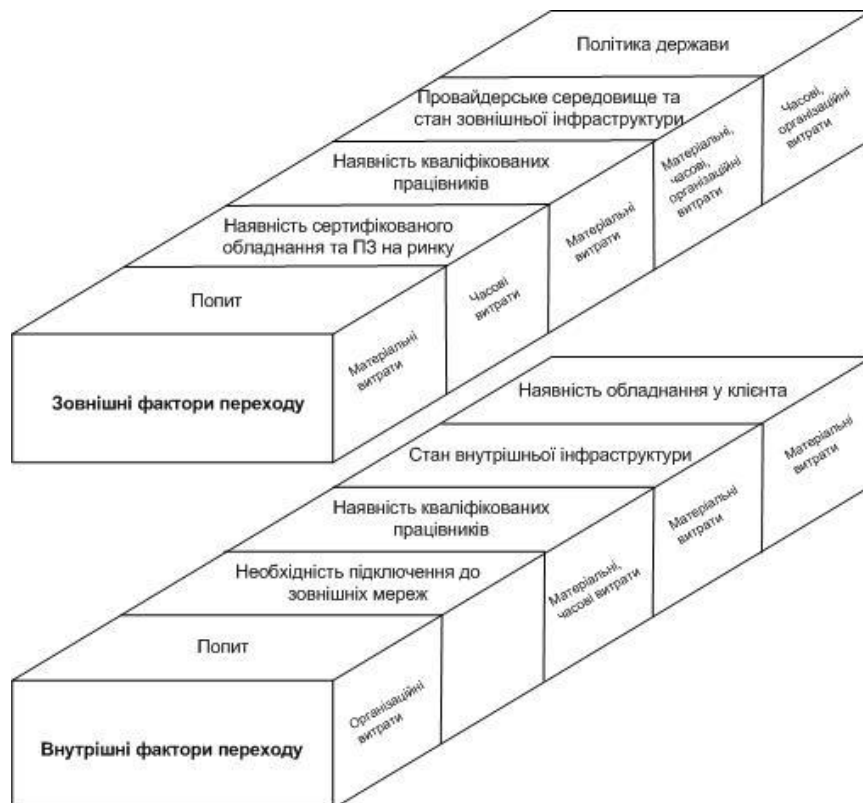 Політика держави
Провайдерське середовище та
стан зовнішньої інфраструктури
Наявність кваліфікованих
працівників
Наявність сертифікованого
обладнання та ПЗ на ринку
Попит
Зовнішні фактори переходу
Матеріальні
витрати
Часові
витрати
Матеріальні
витрати
Матеріальні,
часові,
організаційні
витрати
Часові,
організаційні
витрати
Наявність обладнання у клієнта
Стан внутрішньої інфраструктури
Наявність кваліфікованих
працівників
Необхідність підключення до
зовнішніх мереж
Попит
Внутрішні фактори переходу
Організаційні
витрати
Матеріальні,
часові витрати
Матеріальні
витрати
Матеріальні
витрати